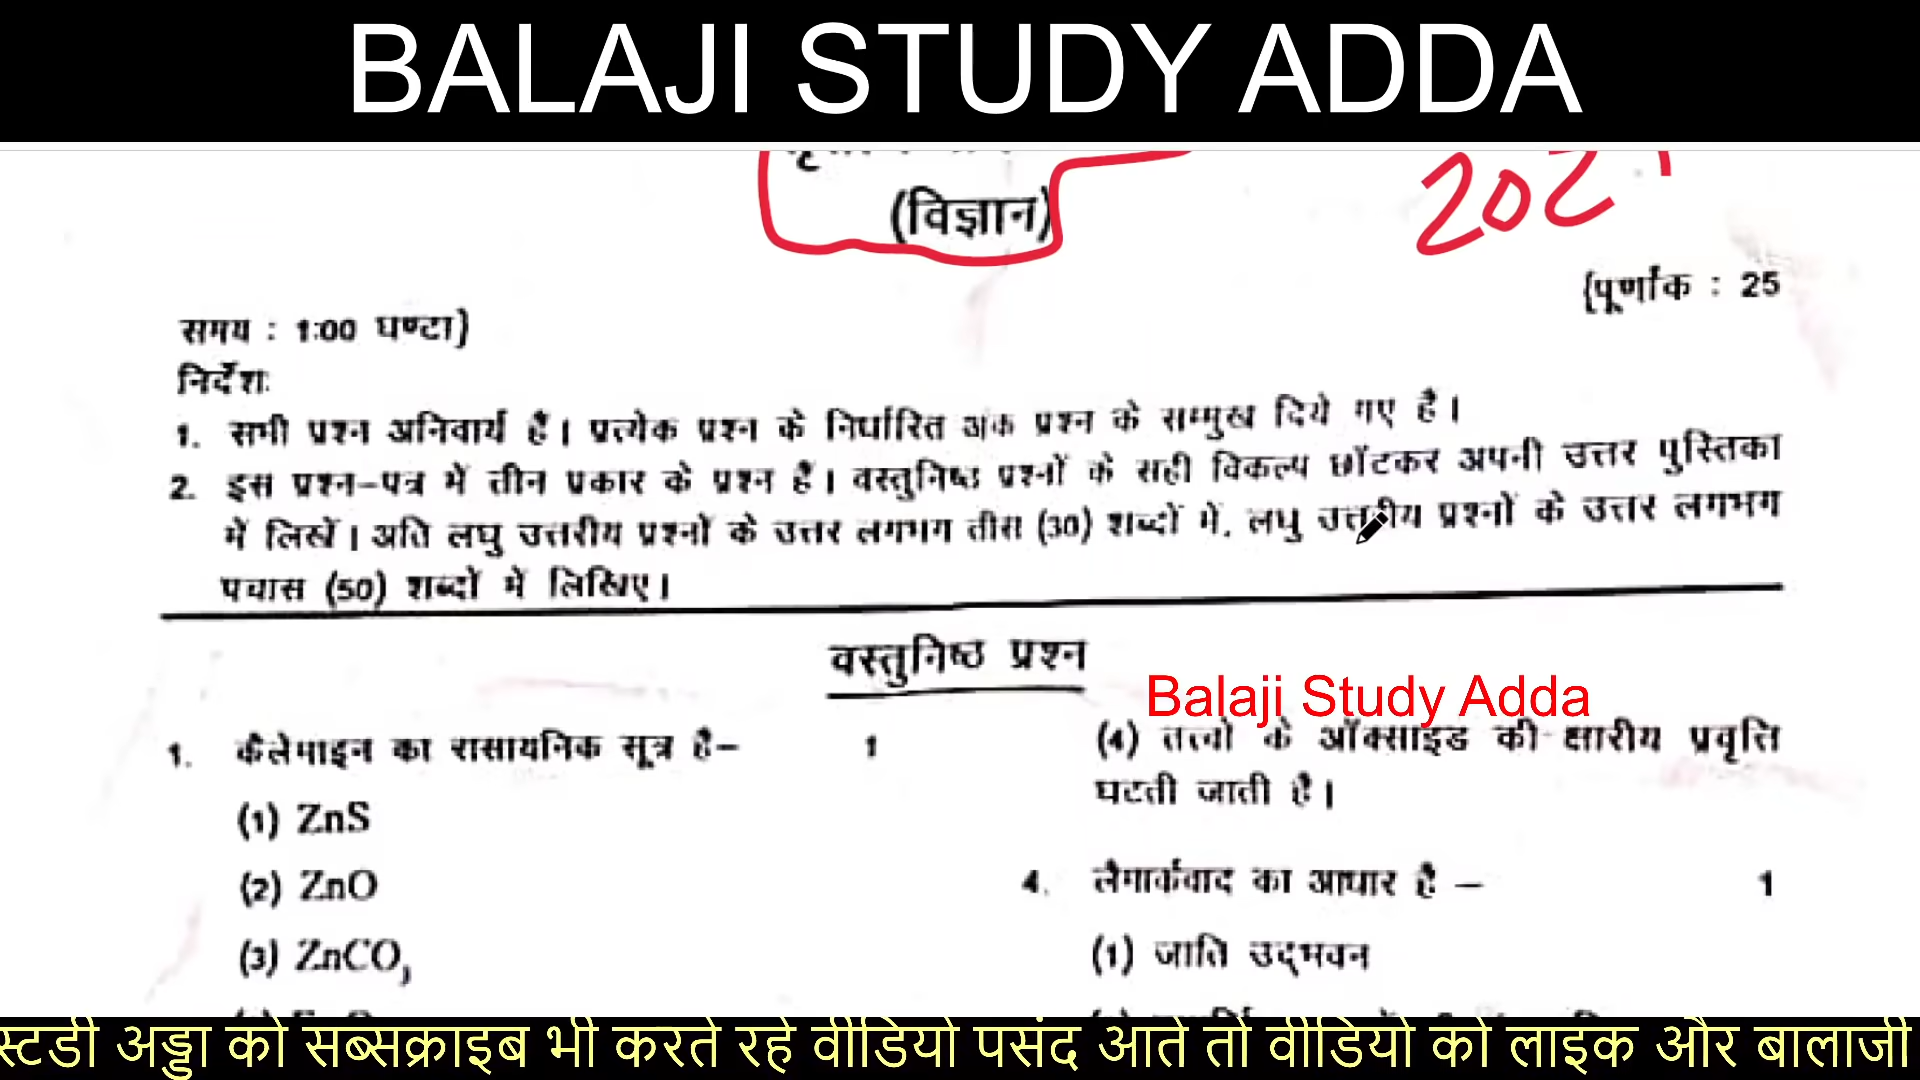 BALAJI STUDY ADDA
(विज्ञान)
202
(पूर्णांक : 25
समय : 1:00 घण्टा)
निर्देशः
1. सभी प्रश्न अनिवार्य हैं। प्रत्येक प्रश्न के निर्धारित अंक प्रश्न के सम्मुख दिये गए है।
2. इस प्रश्न-पत्र में तीन प्रकार के प्रश्न हैं। वस्तुनिष्ठ प्रश्नों के सही विकल्प छाँटकर अपनी उत्तर पुस्तिका
में लिखें। अति लघु उत्तरीय प्रश्नों के उत्तर लगभग तीस (30) शब्दों में, लघु उत्तरीय प्रश्नों के उत्तर लगभग
पचास (50) शब्दों में लिखिए।
वस्तुनिष्ठ प्रश्न
1. कैलेमाइन का रासायनिक सूत्र है– 1
(1) ZnS
(2) ZnO
(3) ZnCO₃
Balaji Study Adda
(4) तत्वों के ऑक्साइड की क्षारीय प्रवृत्ति
घटती जाती है।
4. लैमार्कवाद का आधार है – 1
(1) जाति उद्भवन
स्टडी अड्डा को सब्सक्राइब भी करते रहे वीडियो पसंद आते तो वीडियो को लाइक और बालाजी